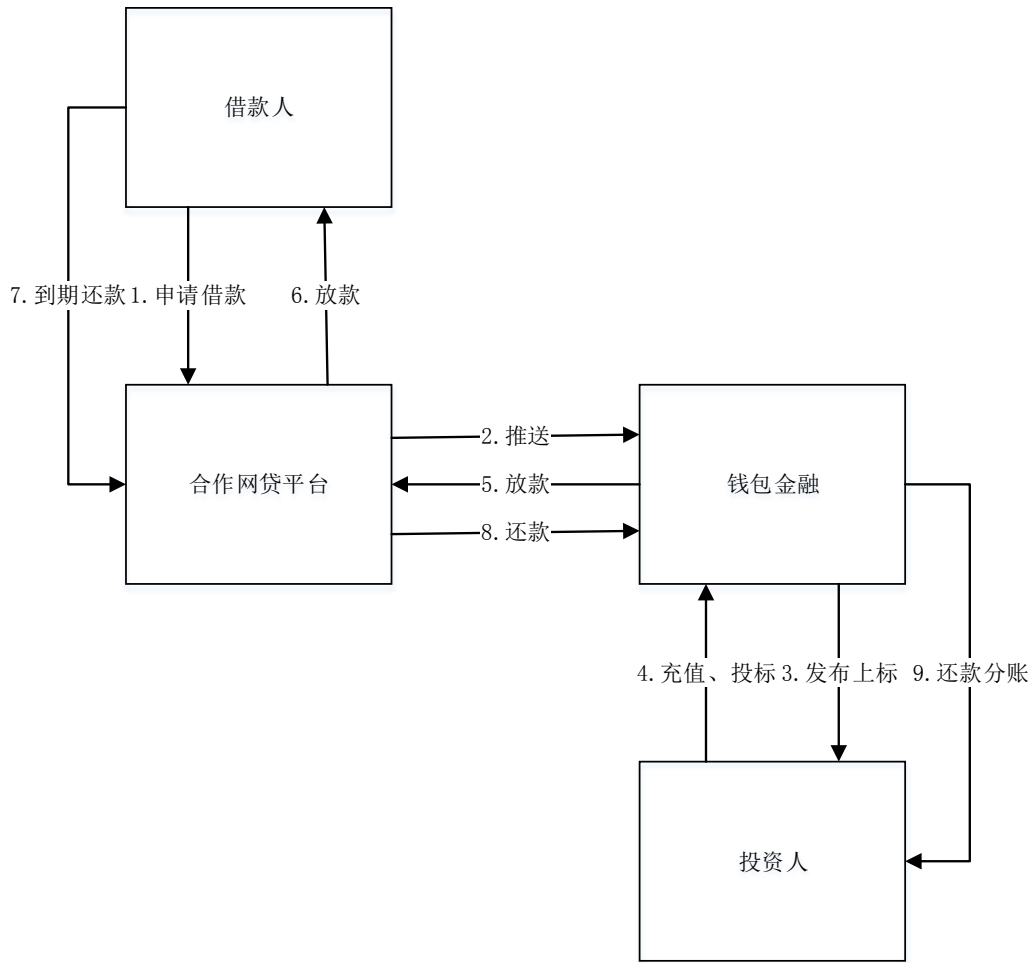 借款人
7.到期还款
1.申请借款
6.放款
2.推送
合作网贷平台
5.放款
钱包金融
8.还款
4.充值、投标
3.发布上标
9.还款分账
投资人